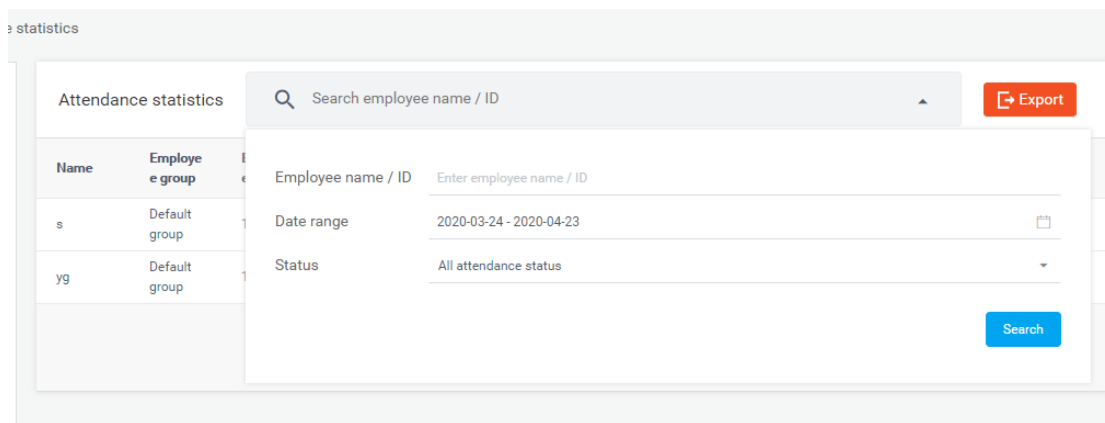 statistics
Attendance statistics
Search employee name / ID
Export
Name
Employe
e group
Employee name / ID
Enter employee name / ID
s
Default
group
Date range
2020-03-24 - 2020-04-23
yg
Default
group
Status
All attendance status
Search